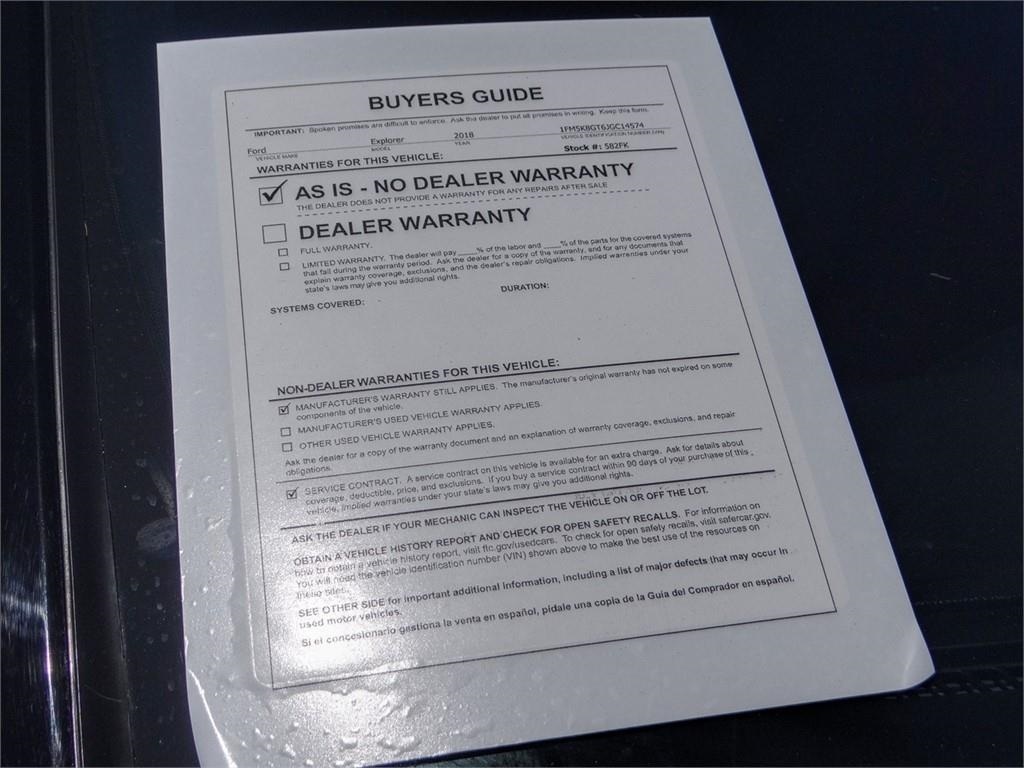 BUYERS GUIDE
IMPORTANT: Spoken promises are difficult to enforce. Ask the dealer to put all promises in writing. Keep this form.
Ford Explorer 2018 1FM5K8GT6JGC14574
VEHICLE MAKE MODEL YEAR VEHICLE IDENTIFICATION NUMBER (VIN)
Stock #: 582FK
WARRANTIES FOR THIS VEHICLE:
AS IS - NO DEALER WARRANTY
THE DEALER DOES NOT PROVIDE A WARRANTY FOR ANY REPAIRS AFTER SALE
DEALER WARRANTY
FULL WARRANTY.
LIMITED WARRANTY. The dealer will pay ____% of the labor and ____% of the parts for the covered systems
that fail during the warranty period. Ask the dealer for a copy of the warranty, and for any documents that
explain warranty coverage, exclusions, and the dealer's repair obligations. Implied warranties under your
state's laws may give you additional rights.
SYSTEMS COVERED: DURATION:
NON-DEALER WARRANTIES FOR THIS VEHICLE:
MANUFACTURER'S WARRANTY STILL APPLIES. The manufacturer's original warranty has not expired on some
components of the vehicle.
MANUFACTURER'S USED VEHICLE WARRANTY APPLIES.
OTHER USED VEHICLE WARRANTY APPLIES.
Ask the dealer for a copy of the warranty document and an explanation of warranty coverage, exclusions, and repair
obligations.
SERVICE CONTRACT. A service contract on this vehicle is available for an extra charge. Ask for details about
coverage, deductible, price, and exclusions. If you buy a service contract within 90 days of your purchase of this
vehicle, implied warranties under your state's laws may give you additional rights.
ASK THE DEALER IF YOUR MECHANIC CAN INSPECT THE VEHICLE ON OR OFF THE LOT.
OBTAIN A VEHICLE HISTORY REPORT AND CHECK FOR OPEN SAFETY RECALLS. For information on
how to obtain a vehicle history report, visit ftc.gov/usedcars. To check for open safety recalls, visit safercar.gov.
You will need the vehicle identification number (VIN) shown above to make the best use of the resources on
these sites.
SEE OTHER SIDE for important additional information, including a list of major defects that may occur in
used motor vehicles.
Si el concesionario gestiona la venta en español, pídale una copia de la Guía del Comprador en español.